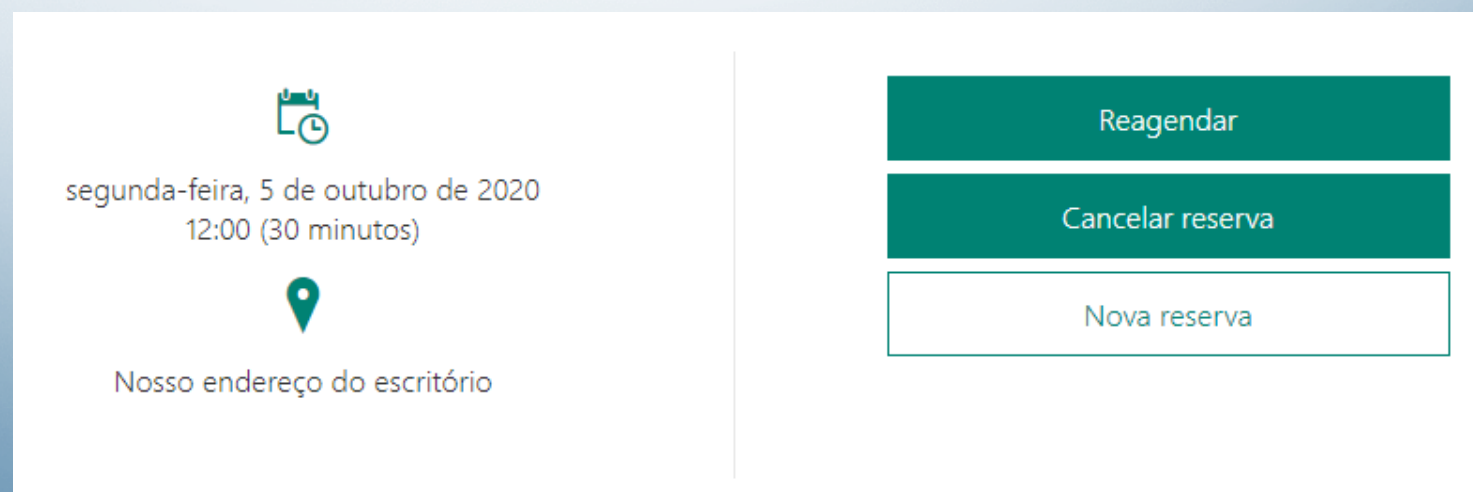 segunda-feira, 5 de outubro de 2020
12:00 (30 minutos)
Nosso endereço do escritório
Reagendar
Cancelar reserva
Nova reserva